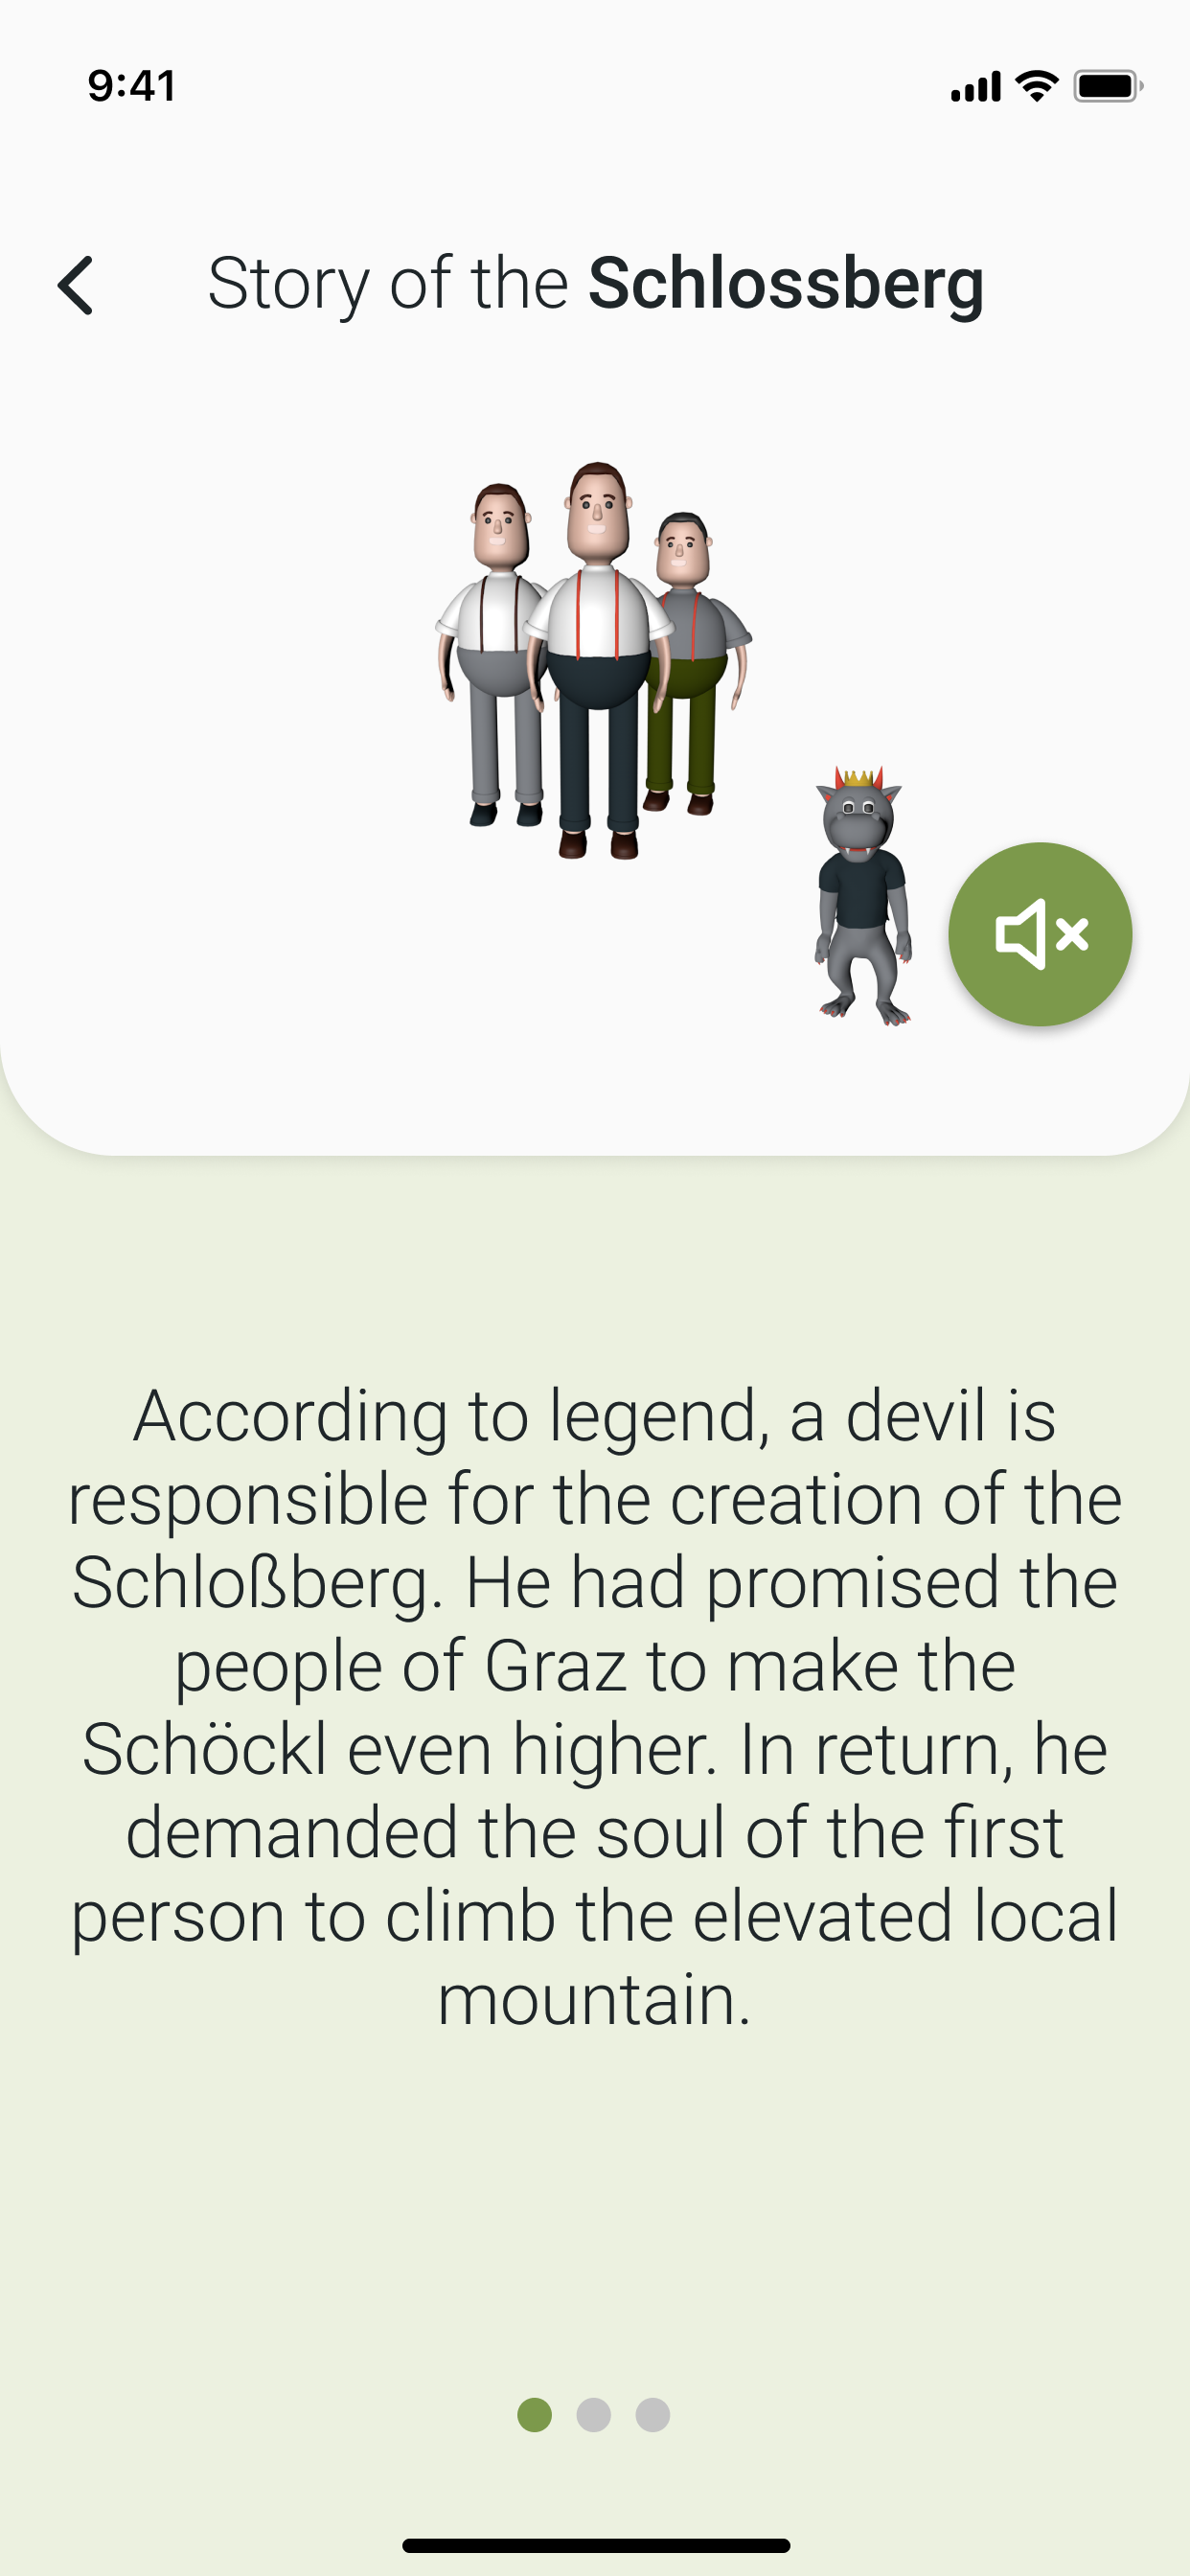 9:41
Story of the Schlossberg
According to legend, a devil is
responsible for the creation of the
Schloßberg. He had promised the
people of Graz to make the
Schöckl even higher. In return, he
demanded the soul of the first
person to climb the elevated local
mountain.